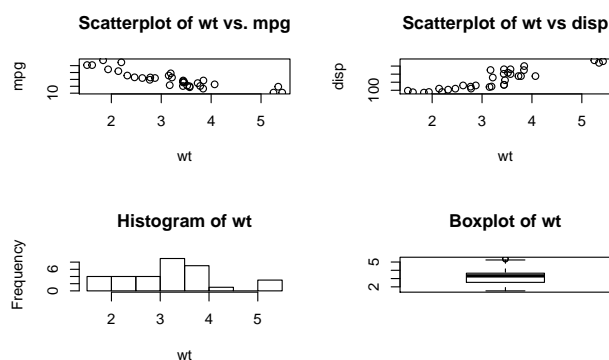 Scatterplot of wt vs. mpg
mpg
10
2 3 4 5
wt
Scatterplot of wt vs disp
disp
100
2 3 4 5
wt
Histogram of wt
Frequency
6
0
2 3 4 5
wt
Boxplot of wt
5
2